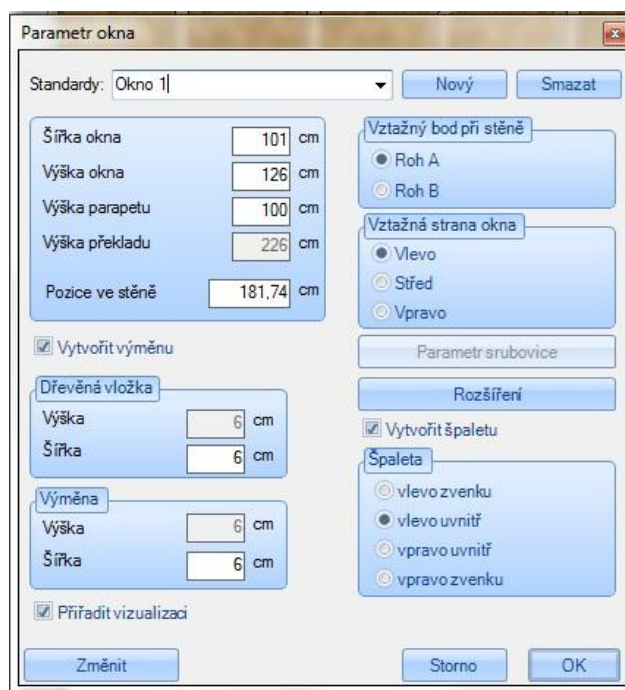 Parametr okna
Standardy: Okno 1 Nový Smazat
Šířka okna 101 cm
Výška okna 126 cm
Výška parapetu 100 cm
Výška překladu 226 cm
Pozice ve stěně 181,74 cm
Vytvořit výměnu
Dřevěná vložka
Výška 6 cm
Šířka 6 cm
Výměna
Výška 6 cm
Šířka 6 cm
Přiřadit vizualizaci
Vztažný bod při stěně
Roh A
Roh B
Vztažná strana okna
Vlevo
Střed
Vpravo
Parametr srubovice
Rozšíření
Vytvořit špaletu
Špaleta
vlevo zvenku
vlevo uvnitř
vpravo uvnitř
vpravo zvenku
Změnit Storno OK